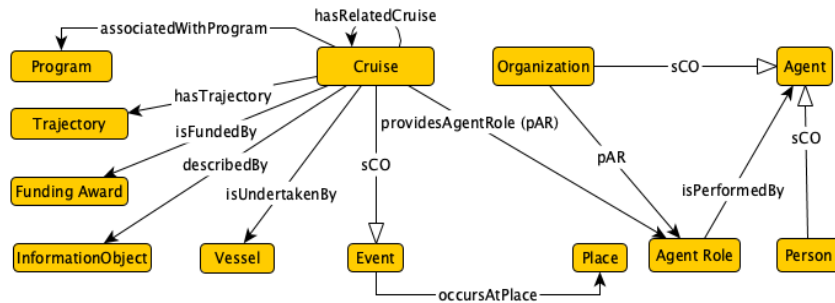 associatedWithProgram
hasRelatedCruise
Program
Cruise
Organization
sCO
Agent
hasTrajectory
Trajectory
isFundedBy
providesAgentRole (pAR)
sCO
describedBy
sCO
pAR
Funding Award
isUndertakenBy
isPerformedBy
InformationObject
Vessel
Event
Place
Agent Role
Person
occursAtPlace